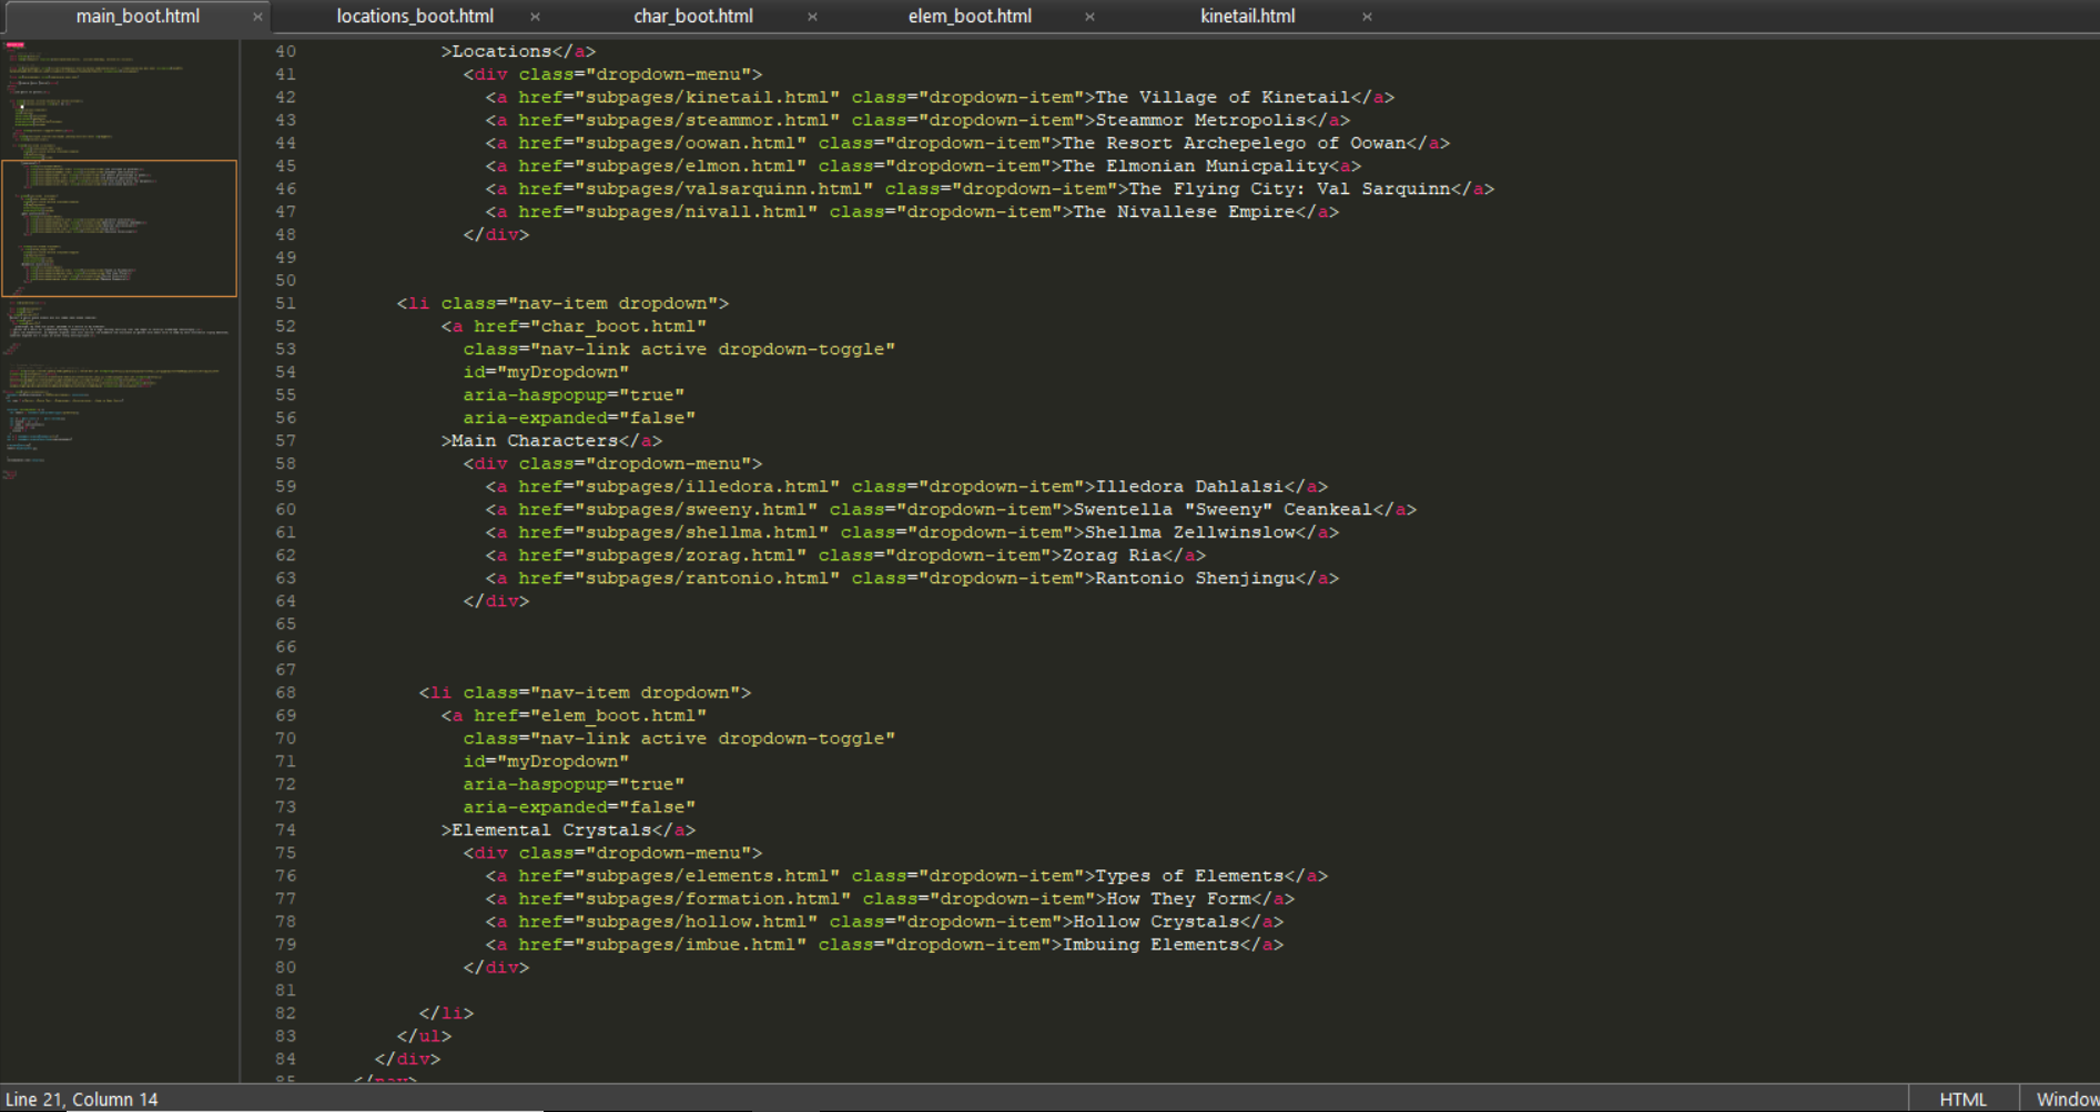 main_boot.html × locations_boot.html × char_boot.html × elem_boot.html × kinetail.html ×
40 >Locations</a>
41 <div class="dropdown-menu">
42 <a href="subpages/kinetail.html" class="dropdown-item">The Village of Kinetail</a>
43 <a href="subpages/steammor.html" class="dropdown-item">Steammor Metropolis</a>
44 <a href="subpages/oowan.html" class="dropdown-item">The Resort Archepelego of Oowan</a>
45 <a href="subpages/elmon.html" class="dropdown-item">The Elmonian Municpality<a>
46 <a href="subpages/valsarquinn.html" class="dropdown-item">The Flying City: Val Sarquinn</a>
47 <a href="subpages/nivall.html" class="dropdown-item">The Nivallese Empire</a>
48 </div>
49
50
51 <li class="nav-item dropdown">
52 <a href="char_boot.html"
53 class="nav-link active dropdown-toggle"
54 id="myDropdown"
55 aria-haspopup="true"
56 aria-expanded="false"
57 >Main Characters</a>
58 <div class="dropdown-menu">
59 <a href="subpages/illedora.html" class="dropdown-item">Illedora Dahlalsi</a>
60 <a href="subpages/sweeny.html" class="dropdown-item">Swentella "Sweeny" Ceankeal</a>
61 <a href="subpages/shellma.html" class="dropdown-item">Shellma Zellwinslow</a>
62 <a href="subpages/zorag.html" class="dropdown-item">Zorag Ria</a>
63 <a href="subpages/rantonio.html" class="dropdown-item">Rantonio Shenjingu</a>
64 </div>
65
66
67
68 <li class="nav-item dropdown">
69 <a href="elem_boot.html"
70 class="nav-link active dropdown-toggle"
71 id="myDropdown"
72 aria-haspopup="true"
73 aria-expanded="false"
74 >Elemental Crystals</a>
75 <div class="dropdown-menu">
76 <a href="subpages/elements.html" class="dropdown-item">Types of Elements</a>
77 <a href="subpages/formation.html" class="dropdown-item">How They Form</a>
78 <a href="subpages/hollow.html" class="dropdown-item">Hollow Crystals</a>
79 <a href="subpages/imbue.html" class="dropdown-item">Imbuing Elements</a>
80 </div>
81
82 </li>
83 </ul>
84 </div>
85 </nav>
Line 21, Column 14 HTML Window